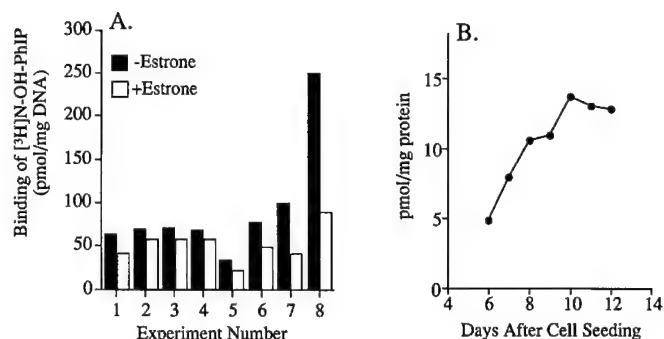 A.
-Estrone
+Estrone
Binding of [³H]N-OH-PhIP
(pmol/mg DNA)
300
250
200
150
100
50
0
1 2 3 4 5 6 7 8
Experiment Number
B.
pmol/mg protein
15
10
5
0
4 6 8 10 12 14
Days After Cell Seeding